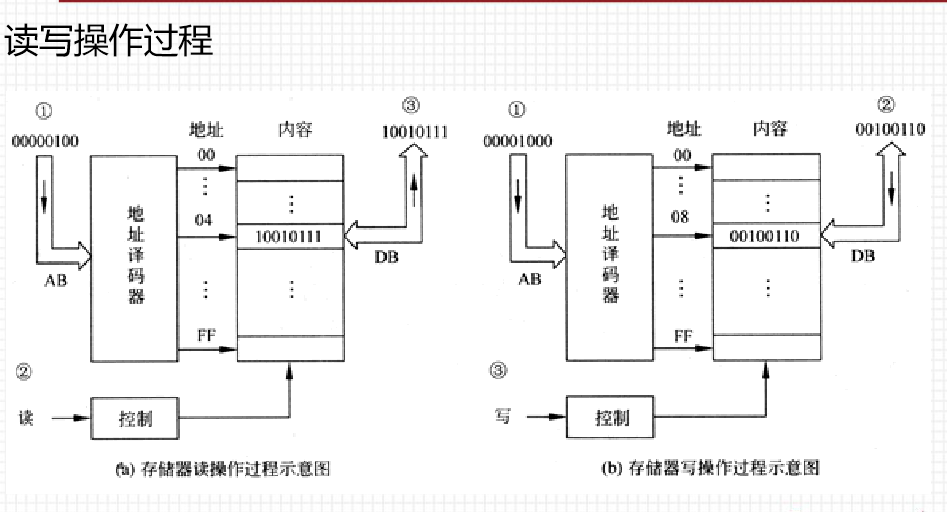 读写操作过程
①
00000100
地址
内容
③
10010111
00
⋮
⋮
04
10010111
地址译码器
AB
DB
⋮
⋮
FF
②
读
控制
(a) 存储器读操作过程示意图
①
00001000
地址
内容
②
00100110
00
⋮
⋮
08
00100110
地址译码器
AB
DB
⋮
⋮
FF
③
写
控制
(b) 存储器写操作过程示意图